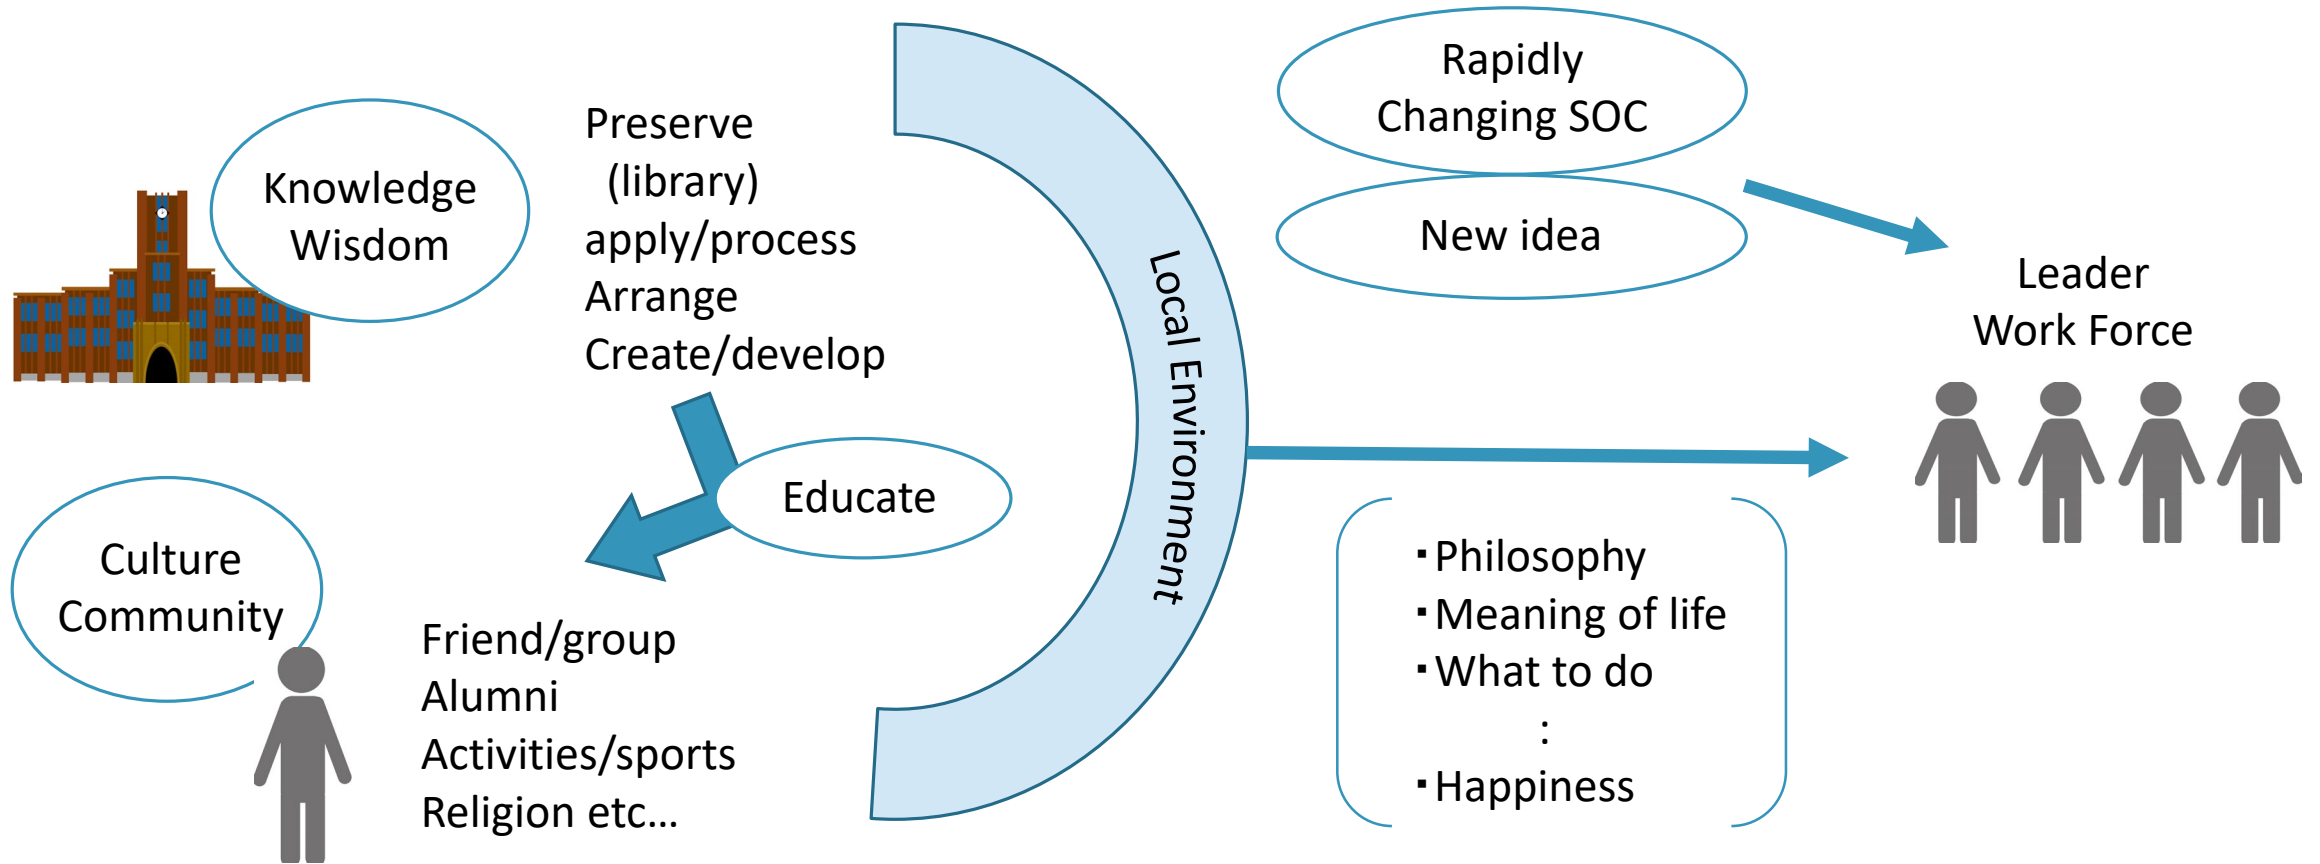 Knowledge
Wisdom
Preserve
(library)
apply/process
Arrange
Create/develop
Educate
Culture
Community
Friend/group
Alumni
Activities/sports
Religion etc…
Local Environment
Rapidly
Changing SOC
New idea
Leader
Work Force
▪Philosophy
▪Meaning of life
▪What to do
:
▪Happiness